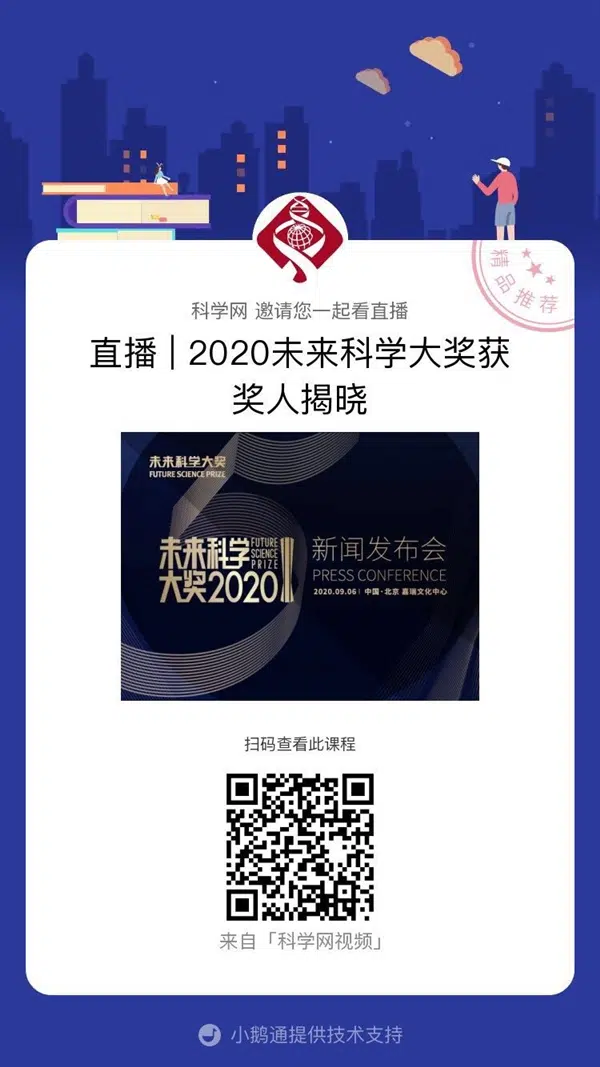 精品推荐
科学网 邀请您一起看直播
直播 | 2020未来科学大奖获
奖人揭晓
未来科学大奖
FUTURE SCIENCE PRIZE
未来科学
大奖2020
FUTURE
SCIENCE
PRIZE
新闻发布会
PRESS CONFERENCE
2020.09.06 | 中国·北京 嘉瑞文化中心
扫码查看此课程
来自「科学网视频」
小鹅通提供技术支持